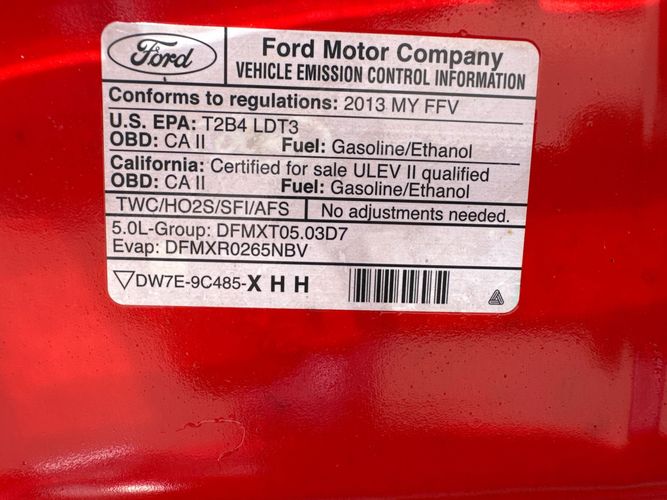 Ford
Ford Motor Company
VEHICLE EMISSION CONTROL INFORMATION
Conforms to regulations: 2013 MY FFV
U.S. EPA: T2B4 LDT3
OBD: CA II Fuel: Gasoline/Ethanol
California: Certified for sale ULEV II qualified
OBD: CA II Fuel: Gasoline/Ethanol
TWC/HO2S/SFI/AFS No adjustments needed.
5.0L-Group: DFMXT05.03D7
Evap: DFMXR0265NBV
DW7E-9C485-X H H